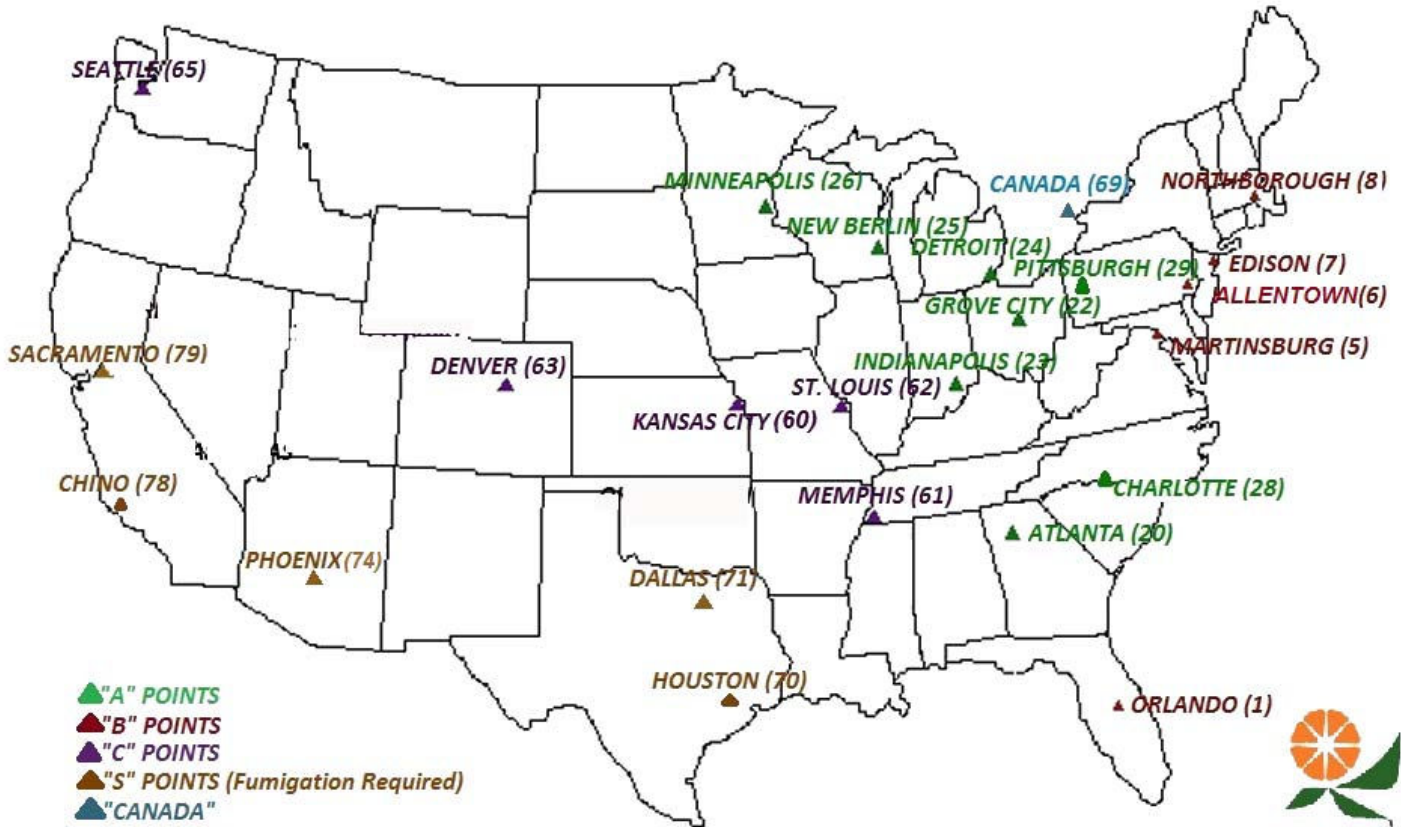 SEATTLE (65)
MINNEAPOLIS (26)
CANADA (69)
NORTHBOROUGH (8)
NEW BERLIN (25)
DETROIT (24)
PITTSBURGH (29)
EDISON (7)
GROVE CITY (22)
ALLENTOWN(6)
SACRAMENTO (79)
MARTINSBURG (5)
DENVER (63)
INDIANAPOLIS (23)
ST. LOUIS (62)
KANSAS CITY (60)
CHINO (78)
MEMPHIS (61)
CHARLOTTE (28)
ATLANTA (20)
PHOENIX(74)
DALLAS (71)
HOUSTON (70)
ORLANDO (1)
"A" POINTS
"B" POINTS
"C" POINTS
"S" POINTS (Fumigation Required)
"CANADA"